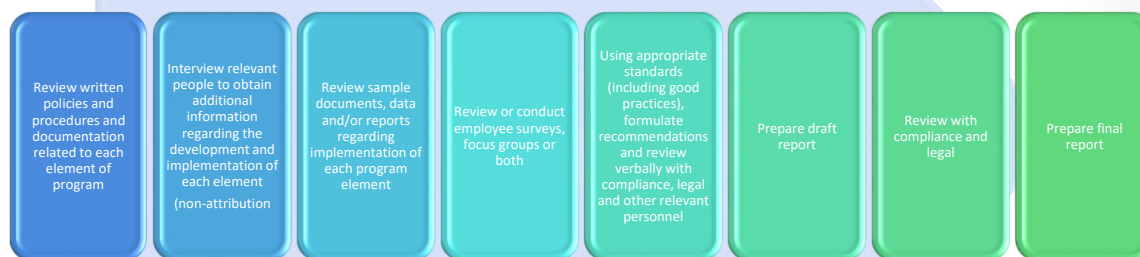 Review written
policies and
procedures and
documentation
related to each
element of
program
Interview relevant
people to obtain
additional
information
regarding the
development and
implementation of
each element
(non-attribution
Review sample
documents, data
and/or reports
regarding
implementation of
each program
element
Review or conduct
employee surveys,
focus groups or
both
Using appropriate
standards
(including good
practices),
formulate
recommendations
and review
verbally with
compliance, legal
and other relevant
personnel
Prepare draft
report
Review with
compliance and
legal
Prepare final
report